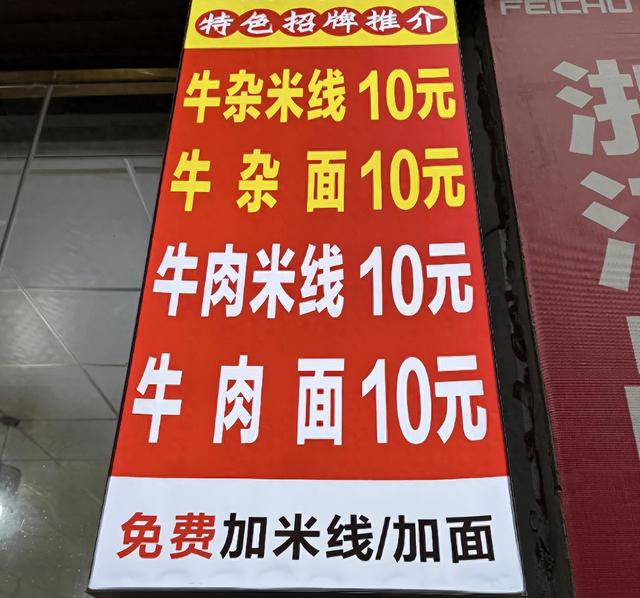 特色招牌推介
牛杂米线 10元
牛杂面 10元
牛肉米线 10元
牛肉面 10元
免费加米线/加面
FEICHU
浙